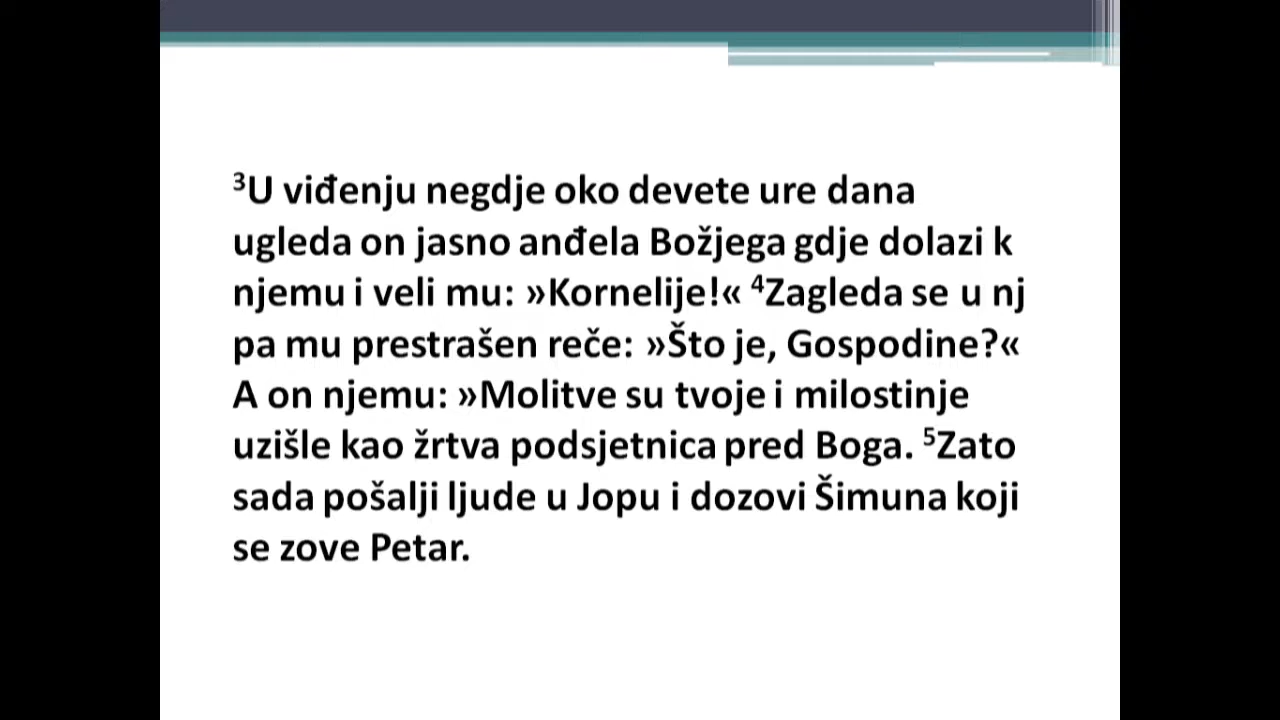 ³U viđenju negdje oko devete ure dana
ugleda on jasno anđela Božjega gdje dolazi k
njemu i veli mu: »Kornelije!« ⁴Zagleda se u nj
pa mu prestrašen reče: »Što je, Gospodine?«
A on njemu: »Molitve su tvoje i milostinje
uzišle kao žrtva podsjetnica pred Boga. ⁵Zato
sada pošalji ljude u Jopu i dozovi Šimuna koji
se zove Petar.